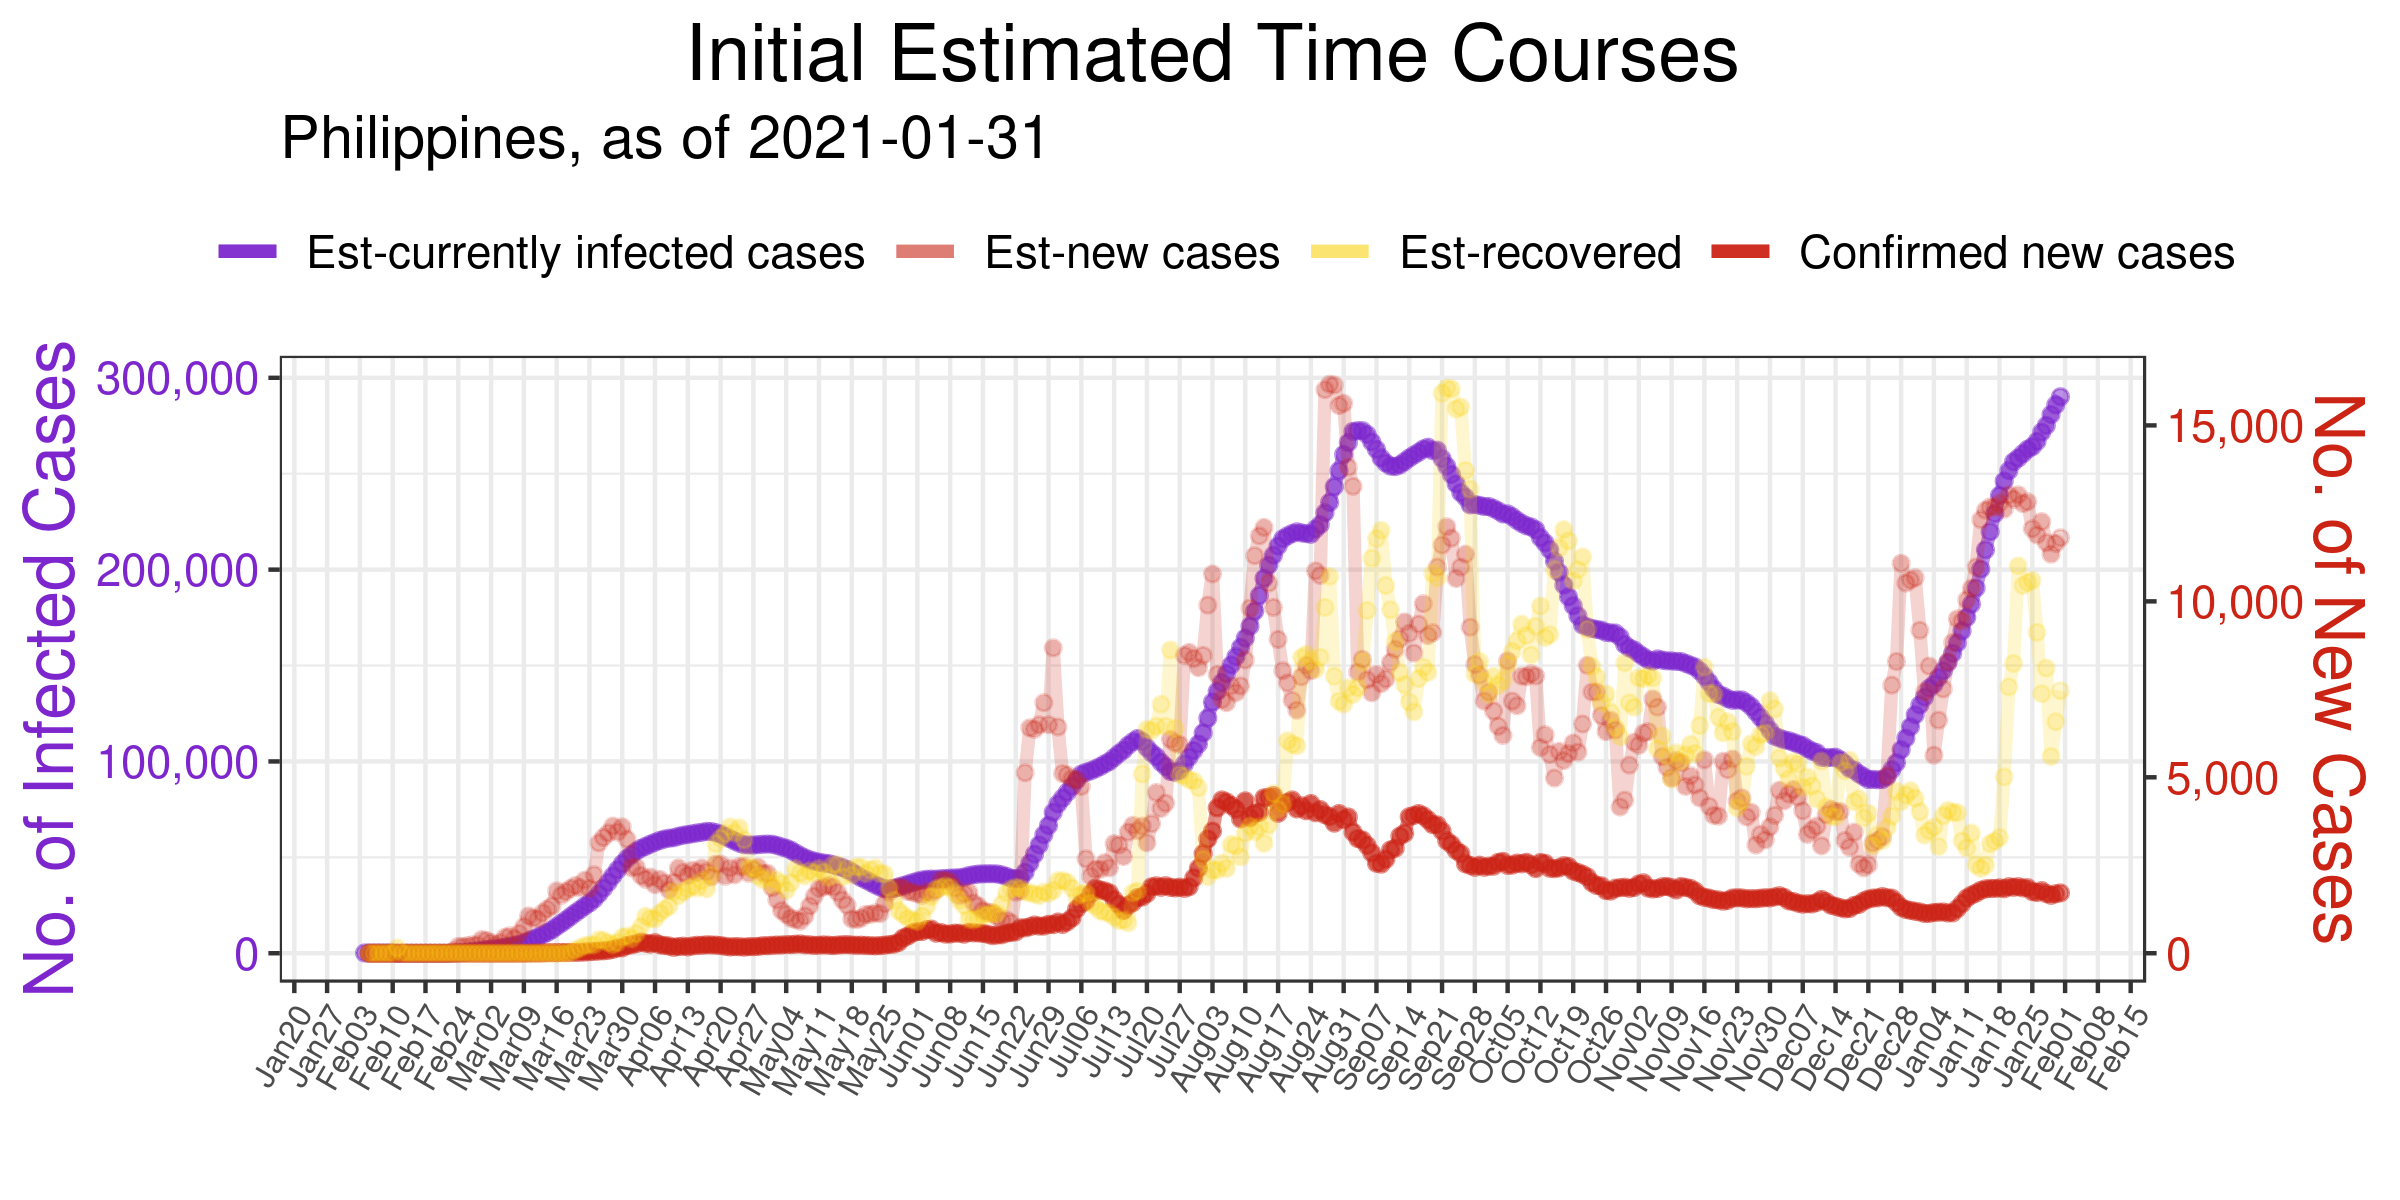 Initial Estimated Time Courses
Philippines, as of 2021-01-31
Est-currently infected cases Est-new cases Est-recovered Confirmed new cases
No. of Infected Cases
300,000
200,000
100,000
0
15,000
10,000
5,000
0
No. of New Cases
Jan20 Jan27 Feb03 Feb10 Feb17 Feb24 Mar02 Mar09 Mar16 Mar23 Mar30 Apr06 Apr13 Apr20 Apr27 May04 May11 May18 May25 Jun01 Jun08 Jun15 Jun22 Jun29 Jul06 Jul13 Jul20 Jul27 Aug03 Aug10 Aug17 Aug24 Aug31 Sep07 Sep14 Sep21 Sep28 Oct05 Oct12 Oct19 Oct26 Nov02 Nov09 Nov16 Nov23 Nov30 Dec07 Dec14 Dec21 Dec28 Dec04 Jan11 Jan18 Jan25 Feb01 Feb08 Feb15